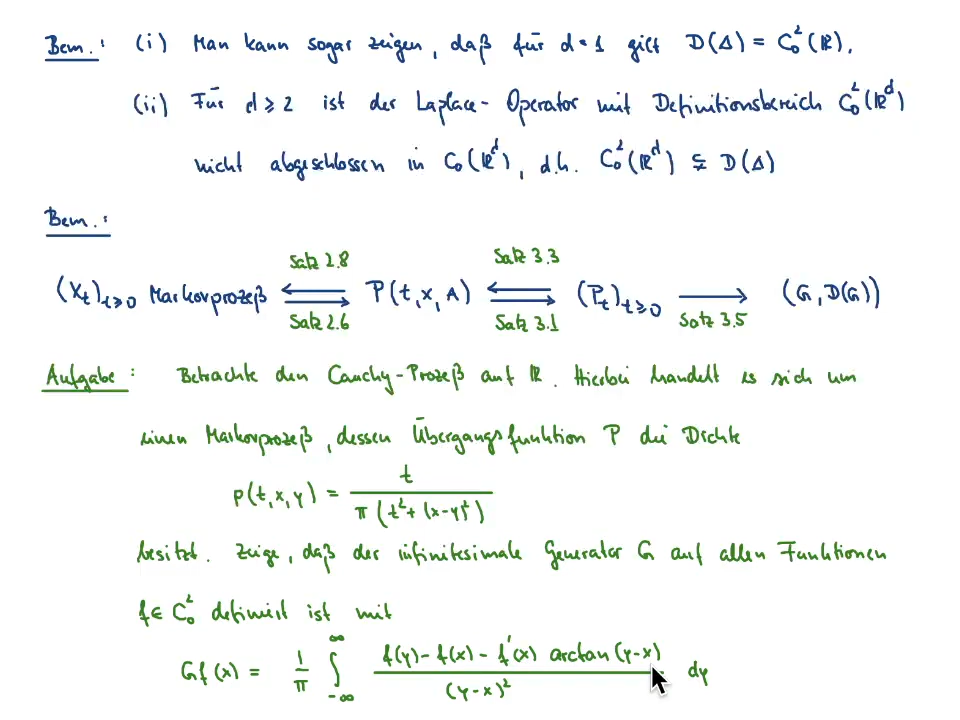 Bem.: (i) Man kann sogar zeigen, daß für d=1 gilt D(Δ) = C₀²(ℝ).
(ii) Für d ≥ 2 ist der Laplace-Operator mit Definitionsbereich C₀²(ℝᵈ)
nicht abgeschlossen in C₀(ℝᵈ), d.h. C₀²(ℝᵈ) ⊊ D(Δ)
Bem.:
Satz 2.8 Satz 3.3
(Xₜ)ₜ≥₀ Markovprozeß ⇐⇒ P(t,x,A) ⇐⇒ (Pₜ)ₜ≥₀ → (G, D(G))
Satz 2.6 Satz 3.1 Satz 3.5
Aufgabe: Betrachte den Cauchy-Prozeß auf ℝ. Hierbei handelt es sich um
einen Markovprozeß, dessen Übergangsfunktion P die Dichte
p(t,x,y) = t / (π (t² + (x-y)²))
besitzt. Zeige, daß der infinitesimale Generator G auf allen Funktionen
f ∈ C₀² definiert ist mit
Gf(x) = 1/π ∫_{-∞}^{∞} (f(y) - f(x) - f'(x) arctan(y-x)) / (y-x)² dy